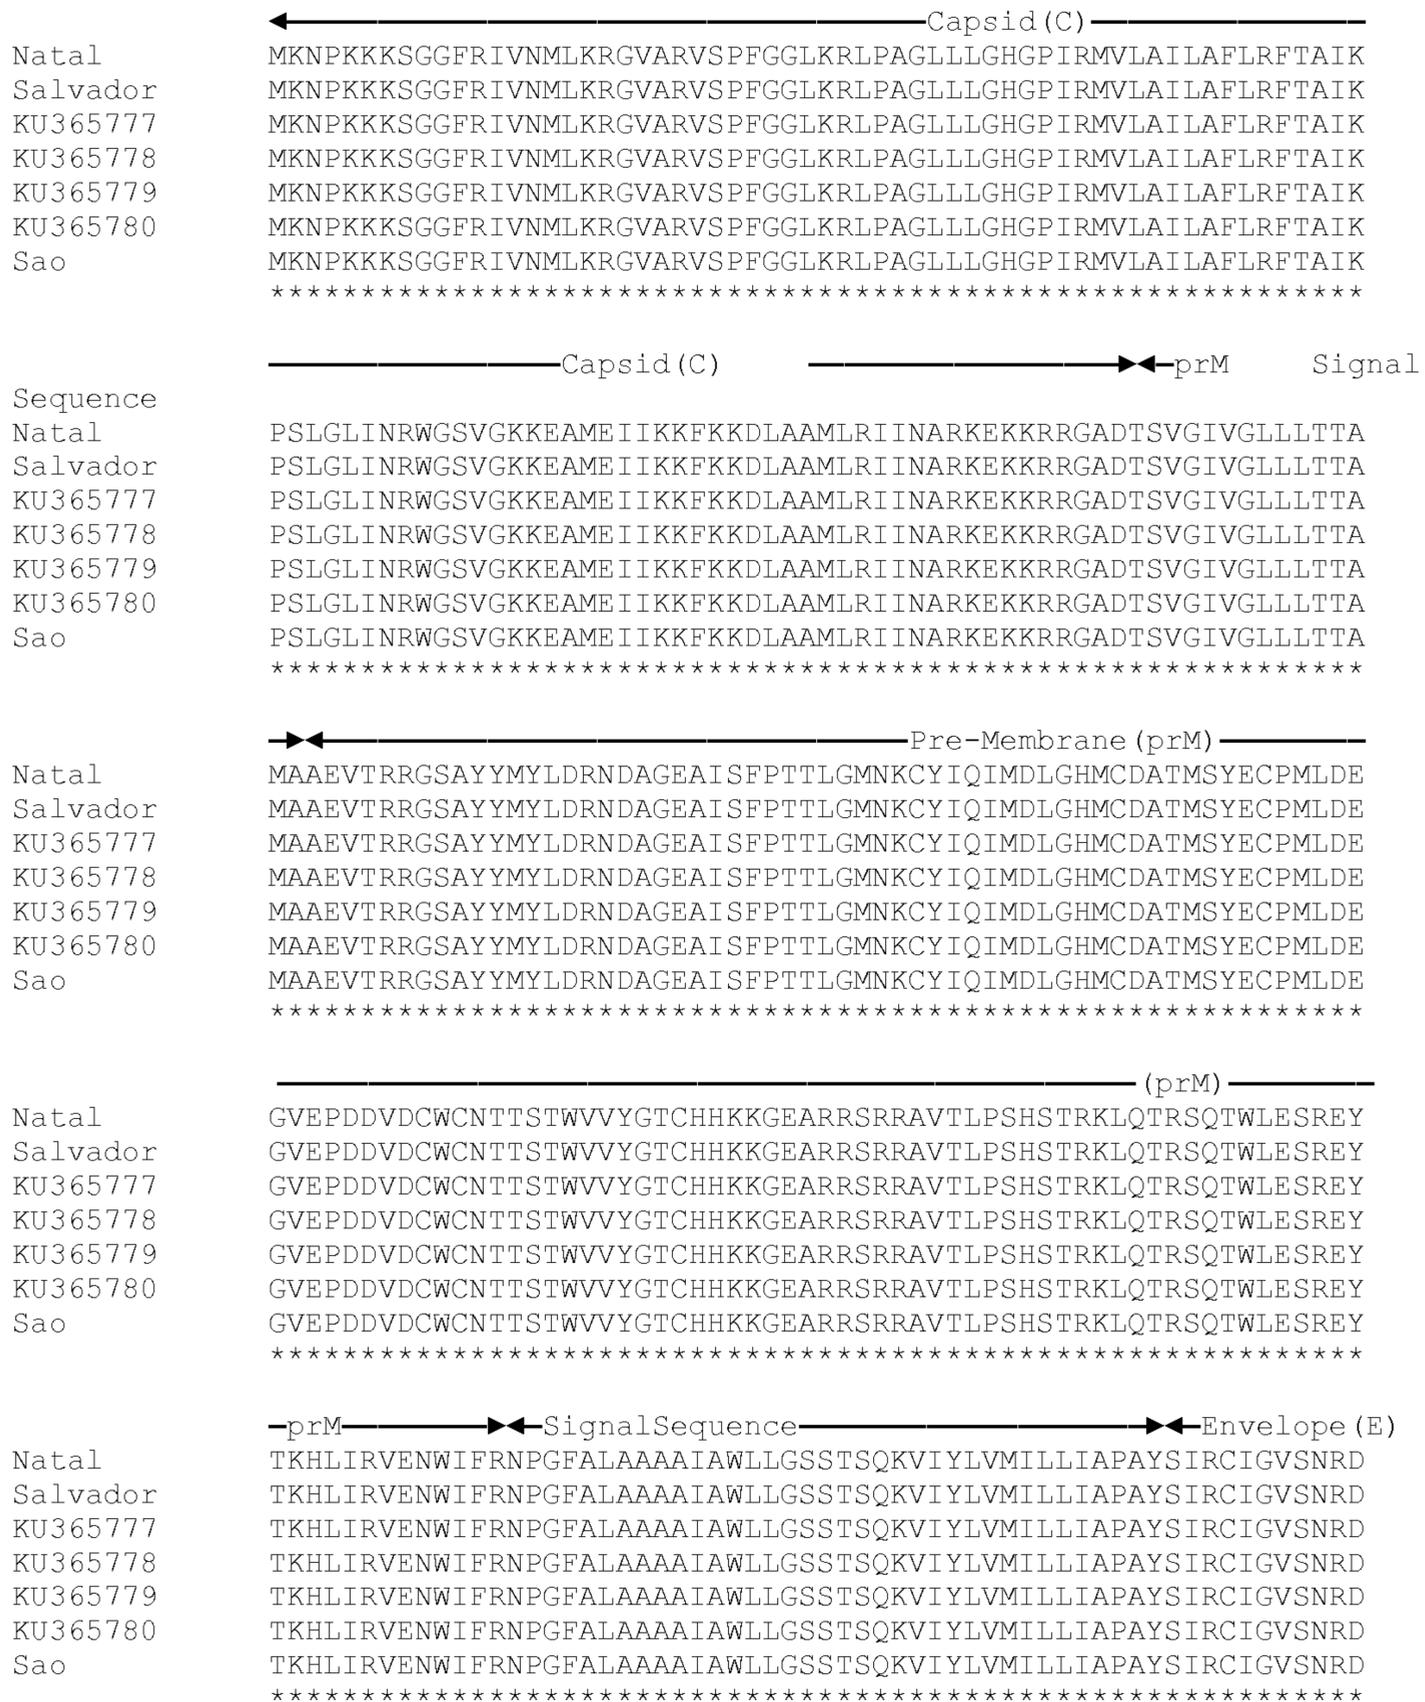 Capsid(C)
Natal MKNPKKKSGGFRIVNMLKRGVARVSPFGGLKRLPAGLLLGHGPIRMVLAILAFLRFTAIK
Salvador MKNPKKKSGGFRIVNMLKRGVARVSPFGGLKRLPAGLLLGHGPIRMVLAILAFLRFTAIK
KU365777 MKNPKKKSGGFRIVNMLKRGVARVSPFGGLKRLPAGLLLGHGPIRMVLAILAFLRFTAIK
KU365778 MKNPKKKSGGFRIVNMLKRGVARVSPFGGLKRLPAGLLLGHGPIRMVLAILAFLRFTAIK
KU365779 MKNPKKKSGGFRIVNMLKRGVARVSPFGGLKRLPAGLLLGHGPIRMVLAILAFLRFTAIK
KU365780 MKNPKKKSGGFRIVNMLKRGVARVSPFGGLKRLPAGLLLGHGPIRMVLAILAFLRFTAIK
Sao MKNPKKKSGGFRIVNMLKRGVARVSPFGGLKRLPAGLLLGHGPIRMVLAILAFLRFTAIK
************************************************************
Capsid(C) prM Signal
Sequence
Natal PSLGLINRWGSVGKKEAMEIIKKFKKDLAAMLRIINARKEKKRRGADTSVGIVGLLLTTA
Salvador PSLGLINRWGSVGKKEAMEIIKKFKKDLAAMLRIINARKEKKRRGADTSVGIVGLLLTTA
KU365777 PSLGLINRWGSVGKKEAMEIIKKFKKDLAAMLRIINARKEKKRRGADTSVGIVGLLLTTA
KU365778 PSLGLINRWGSVGKKEAMEIIKKFKKDLAAMLRIINARKEKKRRGADTSVGIVGLLLTTA
KU365779 PSLGLINRWGSVGKKEAMEIIKKFKKDLAAMLRIINARKEKKRRGADTSVGIVGLLLTTA
KU365780 PSLGLINRWGSVGKKEAMEIIKKFKKDLAAMLRIINARKEKKRRGADTSVGIVGLLLTTA
Sao PSLGLINRWGSVGKKEAMEIIKKFKKDLAAMLRIINARKEKKRRGADTSVGIVGLLLTTA
************************************************************
Pre-Membrane(prM)
Natal MAAEVTRRGSAYYMYLDRNDAGEAISFPTTLGMNKCYIQIMDLGHMCDATMSYECPMLDE
Salvador MAAEVTRRGSAYYMYLDRNDAGEAISFPTTLGMNKCYIQIMDLGHMCDATMSYECPMLDE
KU365777 MAAEVTRRGSAYYMYLDRNDAGEAISFPTTLGMNKCYIQIMDLGHMCDATMSYECPMLDE
KU365778 MAAEVTRRGSAYYMYLDRNDAGEAISFPTTLGMNKCYIQIMDLGHMCDATMSYECPMLDE
KU365779 MAAEVTRRGSAYYMYLDRNDAGEAISFPTTLGMNKCYIQIMDLGHMCDATMSYECPMLDE
KU365780 MAAEVTRRGSAYYMYLDRNDAGEAISFPTTLGMNKCYIQIMDLGHMCDATMSYECPMLDE
Sao MAAEVTRRGSAYYMYLDRNDAGEAISFPTTLGMNKCYIQIMDLGHMCDATMSYECPMLDE
************************************************************
(prM)
Natal GVEPDDVDCWCNTTSTWVVYGTCHHKKGEARRSRRAVTLPSHSTRKLQTRSQTWLESREY
Salvador GVEPDDVDCWCNTTSTWVVYGTCHHKKGEARRSRRAVTLPSHSTRKLQTRSQTWLESREY
KU365777 GVEPDDVDCWCNTTSTWVVYGTCHHKKGEARRSRRAVTLPSHSTRKLQTRSQTWLESREY
KU365778 GVEPDDVDCWCNTTSTWVVYGTCHHKKGEARRSRRAVTLPSHSTRKLQTRSQTWLESREY
KU365779 GVEPDDVDCWCNTTSTWVVYGTCHHKKGEARRSRRAVTLPSHSTRKLQTRSQTWLESREY
KU365780 GVEPDDVDCWCNTTSTWVVYGTCHHKKGEARRSRRAVTLPSHSTRKLQTRSQTWLESREY
Sao GVEPDDVDCWCNTTSTWVVYGTCHHKKGEARRSRRAVTLPSHSTRKLQTRSQTWLESREY
************************************************************
prM SignalSequence Envelope(E)
Natal TKHLIRVENWIFRNPGFALAAAAIAWLLGSSTSQKVIYLVMILLIAPAYSIRCIGVSNRD
Salvador TKHLIRVENWIFRNPGFALAAAAIAWLLGSSTSQKVIYLVMILLIAPAYSIRCIGVSNRD
KU365777 TKHLIRVENWIFRNPGFALAAAAIAWLLGSSTSQKVIYLVMILLIAPAYSIRCIGVSNRD
KU365778 TKHLIRVENWIFRNPGFALAAAAIAWLLGSSTSQKVIYLVMILLIAPAYSIRCIGVSNRD
KU365779 TKHLIRVENWIFRNPGFALAAAAIAWLLGSSTSQKVIYLVMILLIAPAYSIRCIGVSNRD
KU365780 TKHLIRVENWIFRNPGFALAAAAIAWLLGSSTSQKVIYLVMILLIAPAYSIRCIGVSNRD
Sao TKHLIRVENWIFRNPGFALAAAAIAWLLGSSTSQKVIYLVMILLIAPAYSIRCIGVSNRD
************************************************************